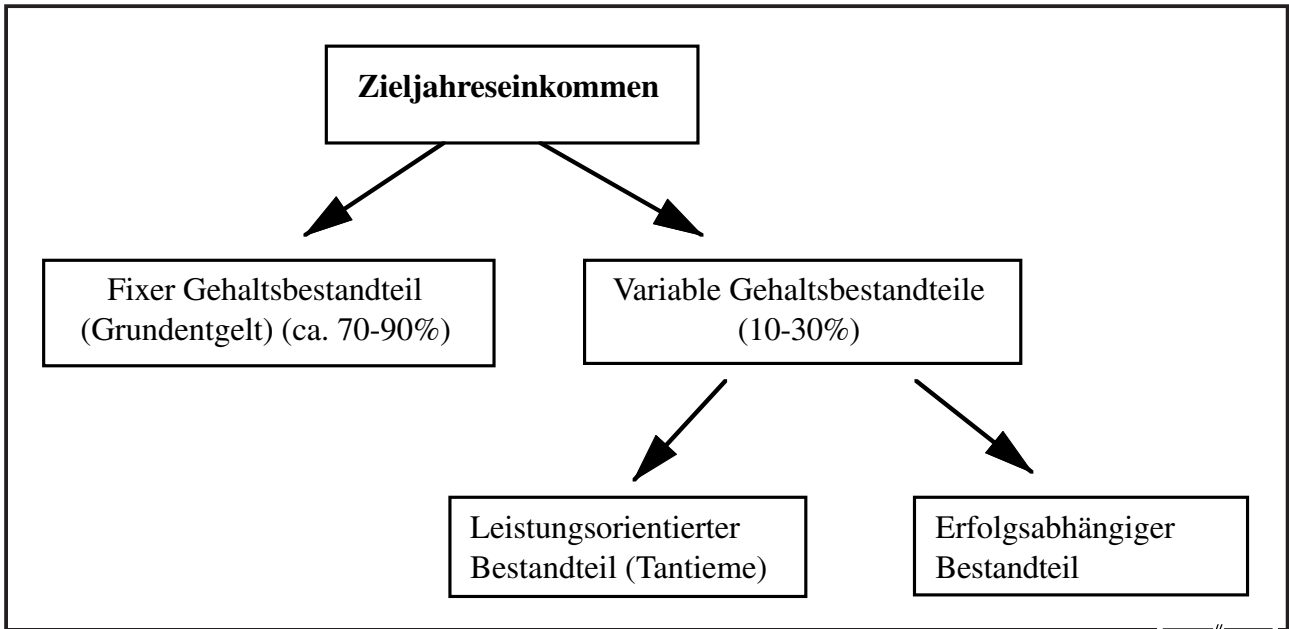 Zieljahreseinkommen
Fixer Gehaltsbestandteil
(Grundentgelt) (ca. 70-90%)
Variable Gehaltsbestandteile
(10-30%)
Leistungsorientierter
Bestandteil (Tantieme)
Erfolgsabhängiger
Bestandteil